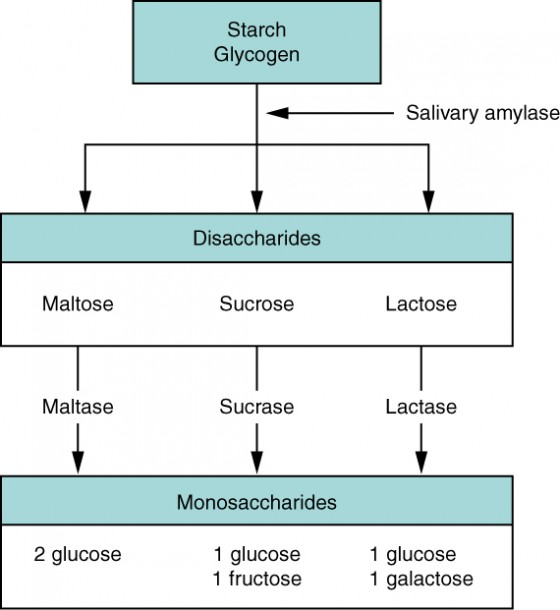 Starch
Glycogen
Salivary amylase
Disaccharides
Maltose Sucrose Lactose
Maltase Sucrase Lactase
Monosaccharides
2 glucose 1 glucose 1 glucose
1 fructose 1 galactose